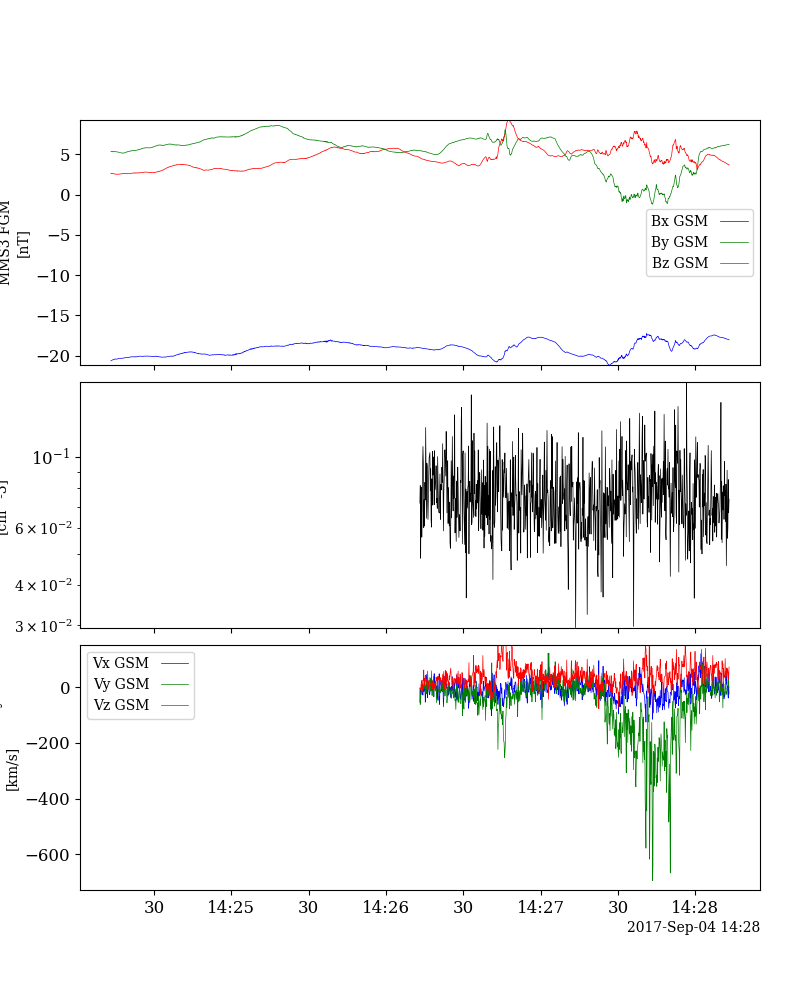 MMS3 FGM
[nT]
5
0
−5
−10
−15
−20
Bx GSM
By GSM
Bz GSM
10⁻¹
6 × 10⁻²
4 × 10⁻²
3 × 10⁻²
Vx GSM
Vy GSM
Vz GSM
[km/s]
0
−200
−400
−600
30 14:25 30 14:26 30 14:27 30 14:28
2017-Sep-04 14:28